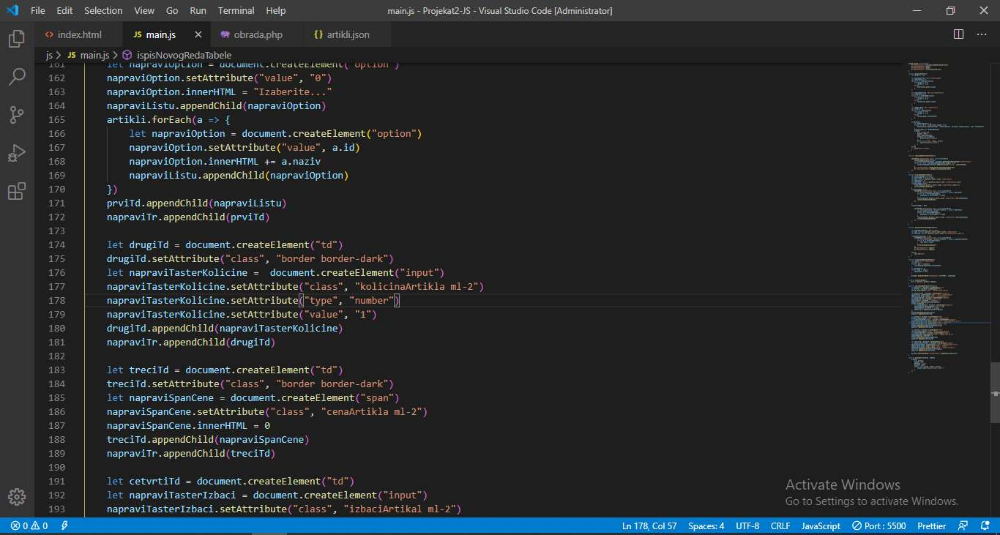 File Edit Selection View Go Run Terminal Help main.js - Projekat2-JS - Visual Studio Code [Administrator]
<> index.html JS main.js obrada.php {} artikli.json
js > JS main.js > ispisNovogRedaTabele
161 let napraviOption = document.createElement("option")
162 napraviOption.setAttribute("value", "0")
163 napraviOption.innerHTML = "Izaberite..."
164 napraviListu.appendChild(napraviOption)
165 artikli.forEach(a => {
166 let napraviOption = document.createElement("option")
167 napraviOption.setAttribute("value", a.id)
168 napraviOption.innerHTML += a.naziv
169 napraviListu.appendChild(napraviOption)
170 })
171 prviTd.appendChild(napraviListu)
172 napraviTr.appendChild(prviTd)
173
174 let drugiTd = document.createElement("td")
175 drugiTd.setAttribute("class", "border border-dark")
176 let napraviTasterKolicine =  document.createElement("input")
177 napraviTasterKolicine.setAttribute("class", "kolicinaArtikla ml-2")
178 napraviTasterKolicine.setAttribute("type", "number")
179 napraviTasterKolicine.setAttribute("value", "1")
180 drugiTd.appendChild(napraviTasterKolicine)
181 napraviTr.appendChild(drugiTd)
182
183 let treciTd = document.createElement("td")
184 treciTd.setAttribute("class", "border border-dark")
185 let napraviSpanCene = document.createElement("span")
186 napraviSpanCene.setAttribute("class", "cenaArtikla ml-2")
187 napraviSpanCene.innerHTML = 0
188 treciTd.appendChild(napraviSpanCene)
189 napraviTr.appendChild(treciTd)
190
191 let cetvrtiTd = document.createElement("td")
192 let napraviTasterIzbaci = document.createElement("input")
193 napraviTasterIzbaci.setAttribute("class", "izbaciArtikal ml-2")
Activate Windows
Go to Settings to activate Windows.
0 0 Ln 178, Col 57 Spaces: 4 UTF-8 CRLF JavaScript Port : 5500 Prettier